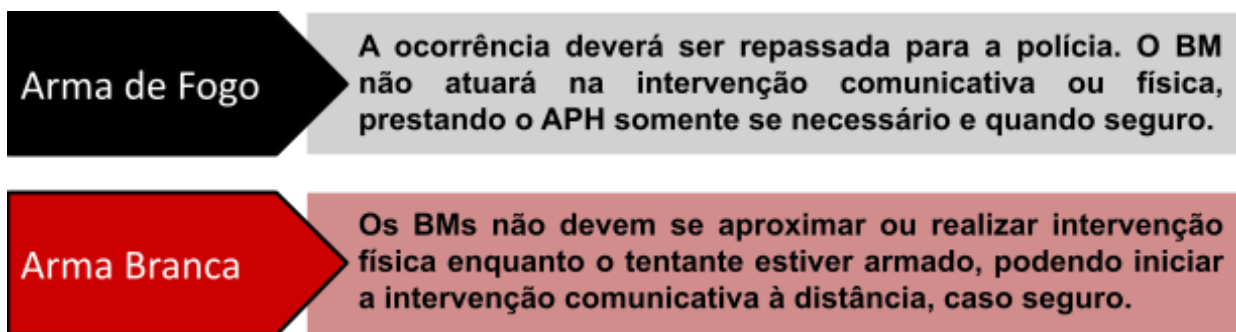 Arma de Fogo
A ocorrência deverá ser repassada para a polícia. O BM
não atuará na intervenção comunicativa ou física,
prestando o APH somente se necessário e quando seguro.
Arma Branca
Os BMs não devem se aproximar ou realizar intervenção
física enquanto o tentante estiver armado, podendo iniciar
a intervenção comunicativa à distância, caso seguro.